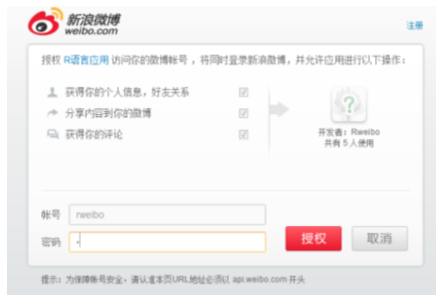 新浪微博
weibo.com
注册
授权 R语言应用 访问你的微博帐号，将同时登录新浪微博，并允许应用进行以下操作：
获得你的个人信息，好友关系
分享内容到你的微博
获得你的评论
?
开发者：Rweibo
共有 5 人使用
帐号 rweibo
密码
授权 取消
提示：为保障帐号安全，请认准本页URL地址必须以 api.weibo.com 开头